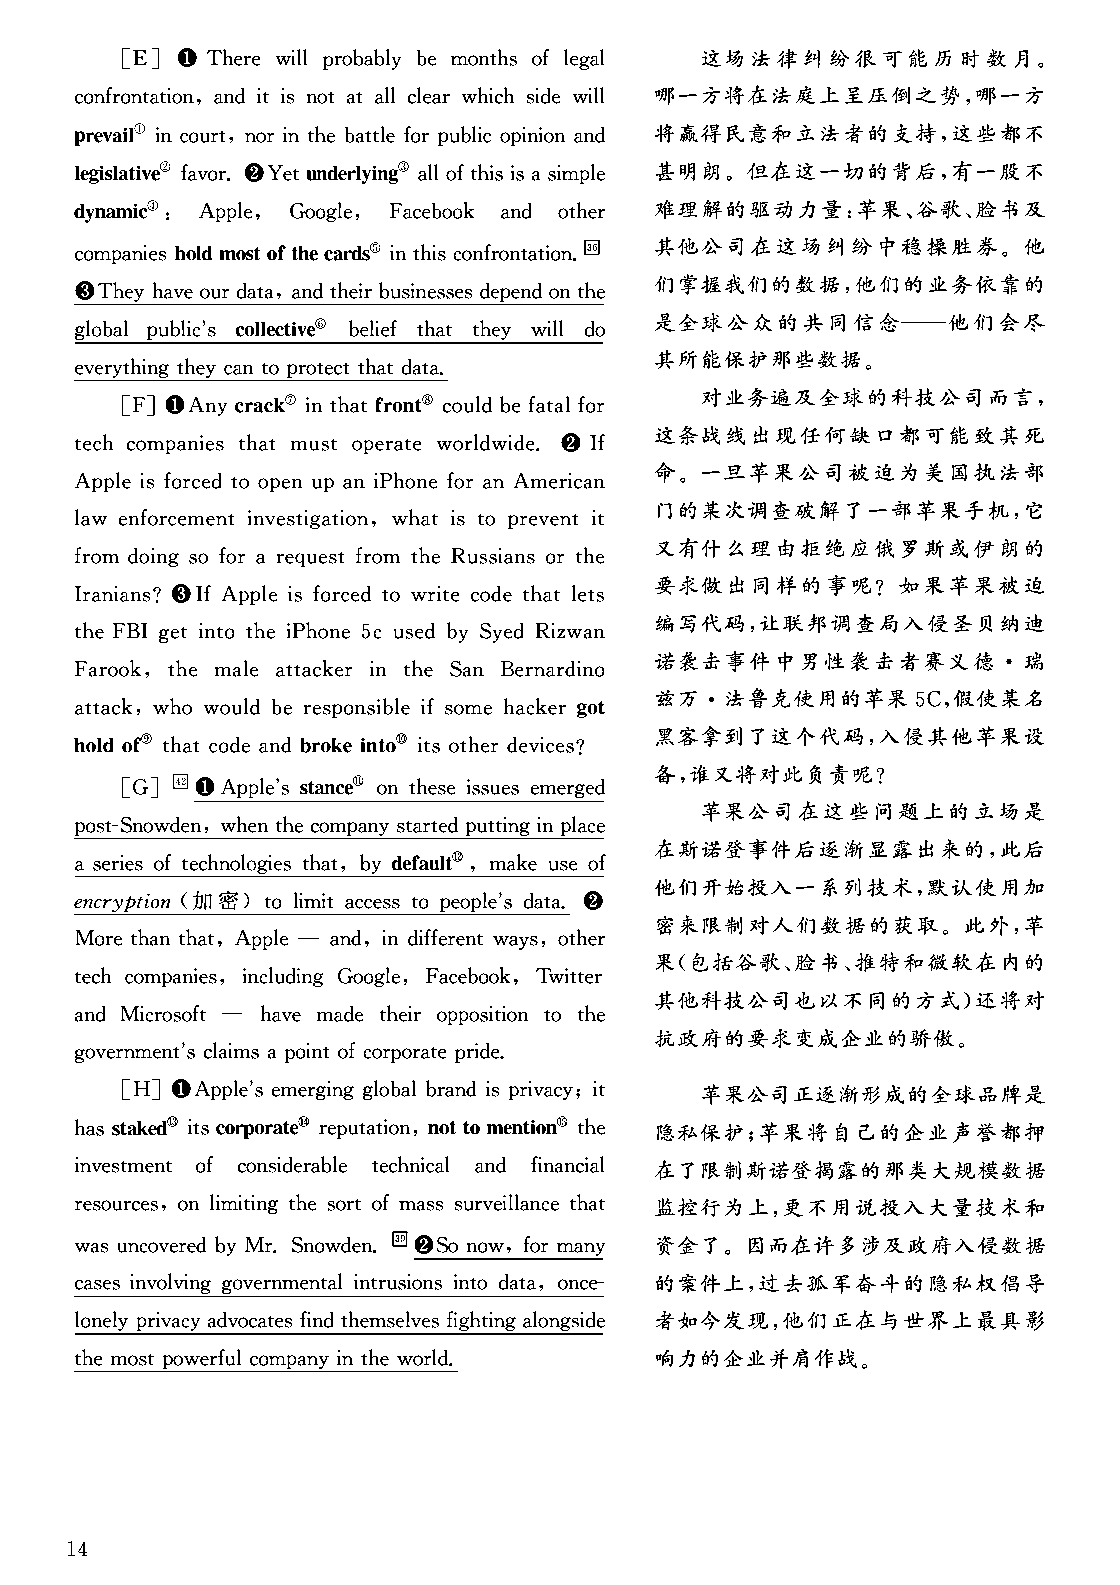 [E] ❶ There will probably be months of legal
confrontation, and it is not at all clear which side will
prevail① in court, nor in the battle for public opinion and
legislative② favor. ❷Yet underlying③ all of this is a simple
dynamic④: Apple, Google, Facebook and other
companies hold most of the cards⑤ in this confrontation. 36
❸They have our data, and their businesses depend on the
global public's collective⑥ belief that they will do
everything they can to protect that data.
[F] ❶Any crack⑦ in that front⑧ could be fatal for
tech companies that must operate worldwide. ❷ If
Apple is forced to open up an iPhone for an American
law enforcement investigation, what is to prevent it
from doing so for a request from the Russians or the
Iranians? ❸If Apple is forced to write code that lets
the FBI get into the iPhone 5c used by Syed Rizwan
Farook, the male attacker in the San Bernardino
attack, who would be responsible if some hacker got
hold of⑨ that code and broke into⑩ its other devices?
[G] 42 ❶ Apple's stance⑪ on these issues emerged
post-Snowden, when the company started putting in place
a series of technologies that, by default⑫, make use of
encryption(加密) to limit access to people's data. ❷
More than that, Apple — and, in different ways, other
tech companies, including Google, Facebook, Twitter
and Microsoft — have made their opposition to the
government's claims a point of corporate pride.
[H] ❶Apple's emerging global brand is privacy; it
has staked⑬ its corporate⑭ reputation, not to mention⑮ the
investment of considerable technical and financial
resources, on limiting the sort of mass surveillance that
was uncovered by Mr. Snowden. 39 ❷So now, for many
cases involving governmental intrusions into data, once-
lonely privacy advocates find themselves fighting alongside
the most powerful company in the world.
这场法律纠纷很可能历时数月。
哪一方将在法庭上呈压倒之势,哪一方
将赢得民意和立法者的支持,这些都不
甚明朗。但在这一切的背后,有一股不
难理解的驱动力量:苹果、谷歌、脸书及
其他公司在这场纠纷中稳操胜券。他
们掌握我们的数据,他们的业务依靠的
是全球公众的共同信念——他们会尽
其所能保护那些数据。
对业务遍及全球的科技公司而言,
这条战线出现任何缺口都可能致其死
命。一旦苹果公司被迫为美国执法部
门的某次调查破解了一部苹果手机,它
又有什么理由拒绝应俄罗斯或伊朗的
要求做出同样的事呢?如果苹果被迫
编写代码,让联邦调查局入侵圣贝纳迪
诺袭击事件中男性袭击者赛义德·瑞
兹万·法鲁克使用的苹果 5C,假使某名
黑客拿到了这个代码,入侵其他苹果设
备,谁又将对此负责呢?
苹果公司在这些问题上的立场是
在斯诺登事件后逐渐显露出来的,此后
他们开始投入一系列技术,默认使用加
密来限制对人们数据的获取。此外,苹
果(包括谷歌、脸书、推特和微软在内的
其他科技公司也以不同的方式)还将对
抗政府的要求变成企业的骄傲。
苹果公司正逐渐形成的全球品牌是
隐私保护;苹果将自己的企业声誉都押
在了限制斯诺登揭露的那类大规模数据
监控行为上,更不用说投入大量技术和
资金了。因而在许多涉及政府入侵数据
的案件上,过去孤军奋斗的隐私权倡导
者如今发现,他们正在与世界上最具影
响力的企业并肩作战。
14